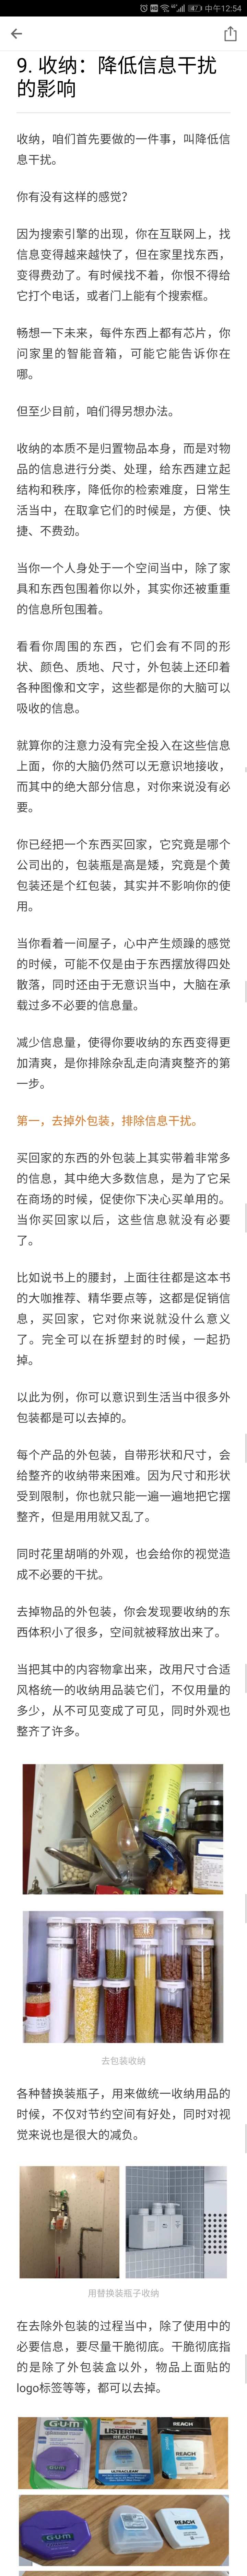 中午12:54
9. 收纳：降低信息干扰
的影响
收纳，咱们首先要做的一件事，叫降低信
息干扰。
你有没有这样的感觉？
因为搜索引擎的出现，你在互联网上，找
信息变得越来越快了，但在家里找东西，
变得费劲了。有时候找不着，你恨不得给
它打个电话，或者门上能有个搜索框。
畅想一下未来，每件东西上都有芯片，你
问家里的智能音箱，可能它能告诉你在
哪。
但至少目前，咱们得另想办法。
收纳的本质不是归置物品本身，而是对物
品的信息进行分类、处理，给东西建立起
结构和秩序，降低你的检索难度，日常生
活当中，在取拿它们的时候是，方便、快
捷、不费劲。
当你一个人身处于一个空间当中，除了家
具和东西包围着你以外，其实你还被重重
的信息所包围着。
看看你周围的东西，它们会有不同的形
状、颜色、质地、尺寸，外包装上还印着
各种图像和文字，这些都是你的大脑可以
吸收的信息。
就算你的注意力没有完全投入在这些信息
上面，你的大脑仍然可以无意识地接收，
而其中的绝大部分信息，对你来说没有必
要。
你已经把一个东西买回家，它究竟是哪个
公司出的，包装瓶是高是矮，究竟是个黄
包装还是个红包装，其实并不影响你的使
用。
当你看着一间屋子，心中产生烦躁的感觉
的时候，可能不仅是由于东西摆放得四处
散落，同时还由于无意识当中，大脑在承
载过多不必要的信息量。
减少信息量，使得你要收纳的东西变得更
加清爽，是你排除杂乱走向清爽整齐的第
一步。
第一，去掉外包装，排除信息干扰。
买回家的东西的外包装上其实带着非常多
的信息，其中绝大多数信息，是为了它呆
在商场的时候，促使你下决心买单用的。
当你买回家以后，这些信息就没有必要
了。
比如说书上的腰封，上面往往都是这本书
的大咖推荐、精华要点等，这都是促销信
息，买回家，它对你来说就没什么意义
了。完全可以在拆塑封的时候，一起扔
掉。
以此为例，你可以意识到生活当中很多外
包装都是可以去掉的。
每个产品的外包装，自带形状和尺寸，会
给整齐的收纳带来困难。因为尺寸和形状
受到限制，你也就只能一遍一遍地把它摆
整齐，但是用用就又乱了。
同时花里胡哨的外观，也会给你的视觉造
成不必要的干扰。
去掉物品的外包装，你会发现要收纳的东
西体积小了很多，空间就被释放出来了。
当把其中的内容物拿出来，改用尺寸合适
风格统一的收纳用品装它们，不仅用量的
多少，从不可见变成了可见，同时外观也
整齐了许多。
去包装收纳
各种替换装瓶子，用来做统一收纳用品的
时候，不仅对节约空间有好处，同时对视
觉来说也是很大的减负。
用替换装瓶子收纳
在去除外包装的过程当中，除了使用中的
必要信息，要尽量干脆彻底。干脆彻底指
的是除了外包装盒以外，物品上面贴的
logo标签等等，都可以去掉。
GUM
LISTERINE
REACH
ULTRACLEAN
REACH
GUM
REACH